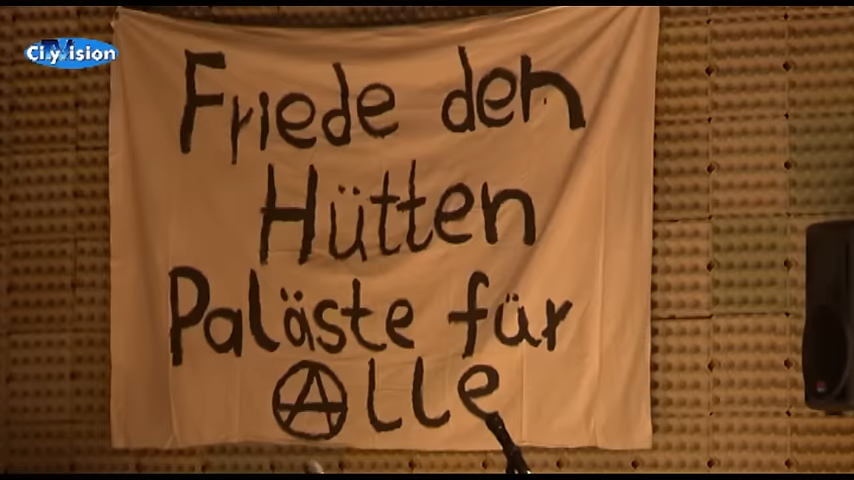 CityVision
Friede den
Hütten
Paläste für
Alle